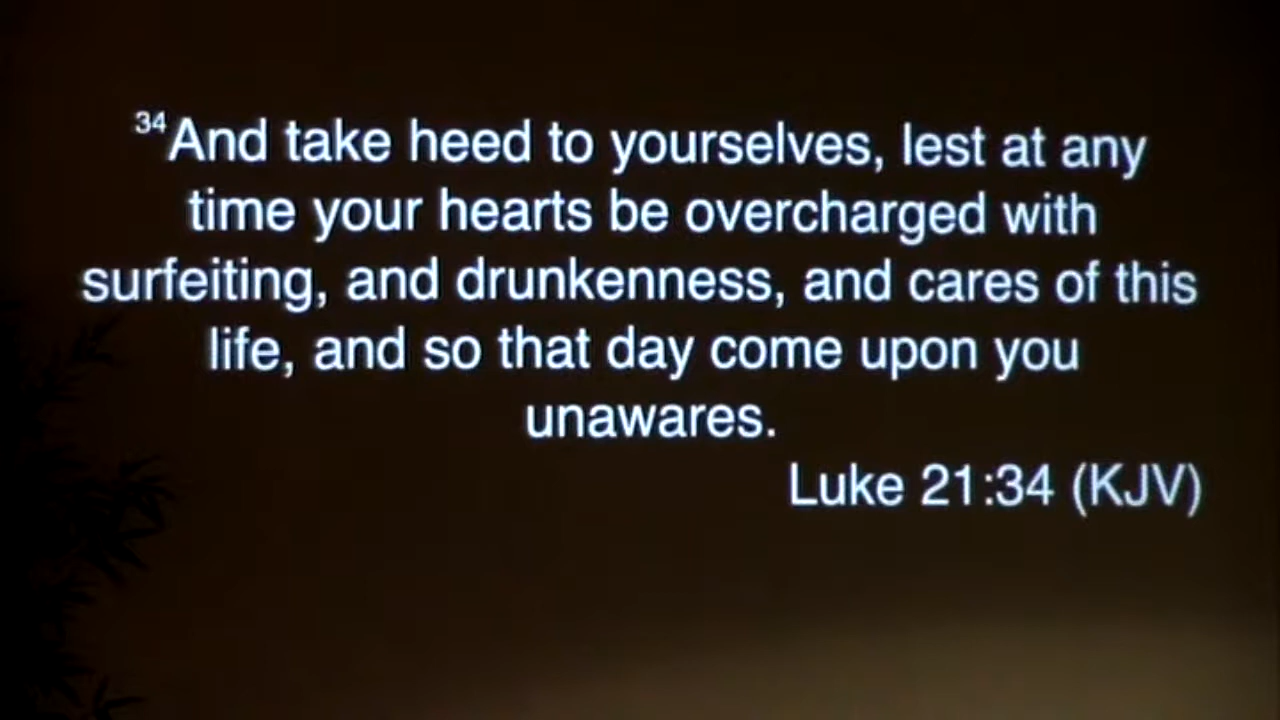 34And take heed to yourselves, lest at any
time your hearts be overcharged with
surfeiting, and drunkenness, and cares of this
life, and so that day come upon you
unawares.
Luke 21:34 (KJV)